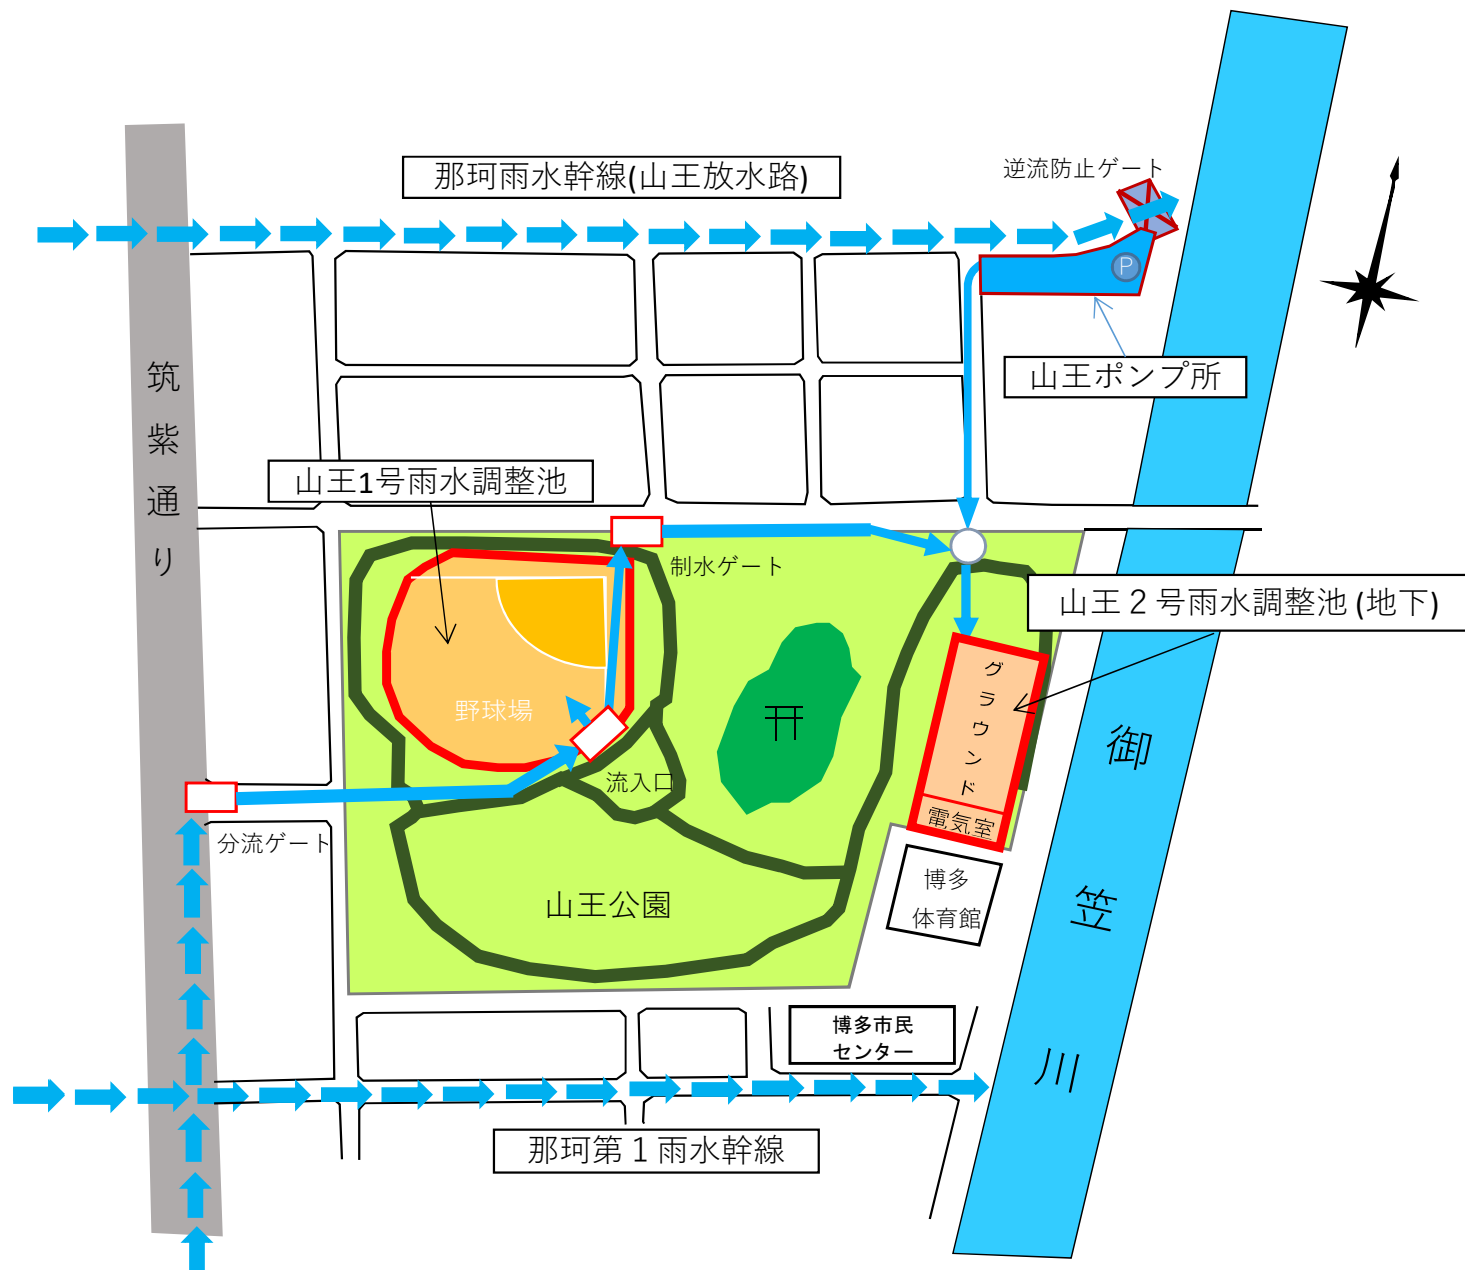 那珂雨水幹線(山王放水路)
逆流防止ゲート
P
山王ポンプ所
筑紫通り
山王1号雨水調整池
制水ゲート
山王２号雨水調整池 (地下)
グラウンド
野球場
御笠川
流入口
電気室
分流ゲート
博多
体育館
山王公園
博多市民
センター
那珂第１雨水幹線